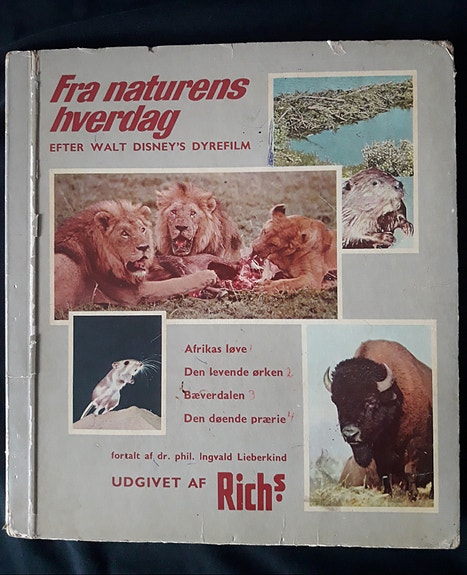 Fra naturens
hverdag
EFTER WALT DISNEY'S DYREFILM
Afrikas løve 1
Den levende ørken 2
Bæverdalen 3
Den døende prærie 4
fortalt af dr. phil. Ingvald Lieberkind
UDGIVET AF Rich's